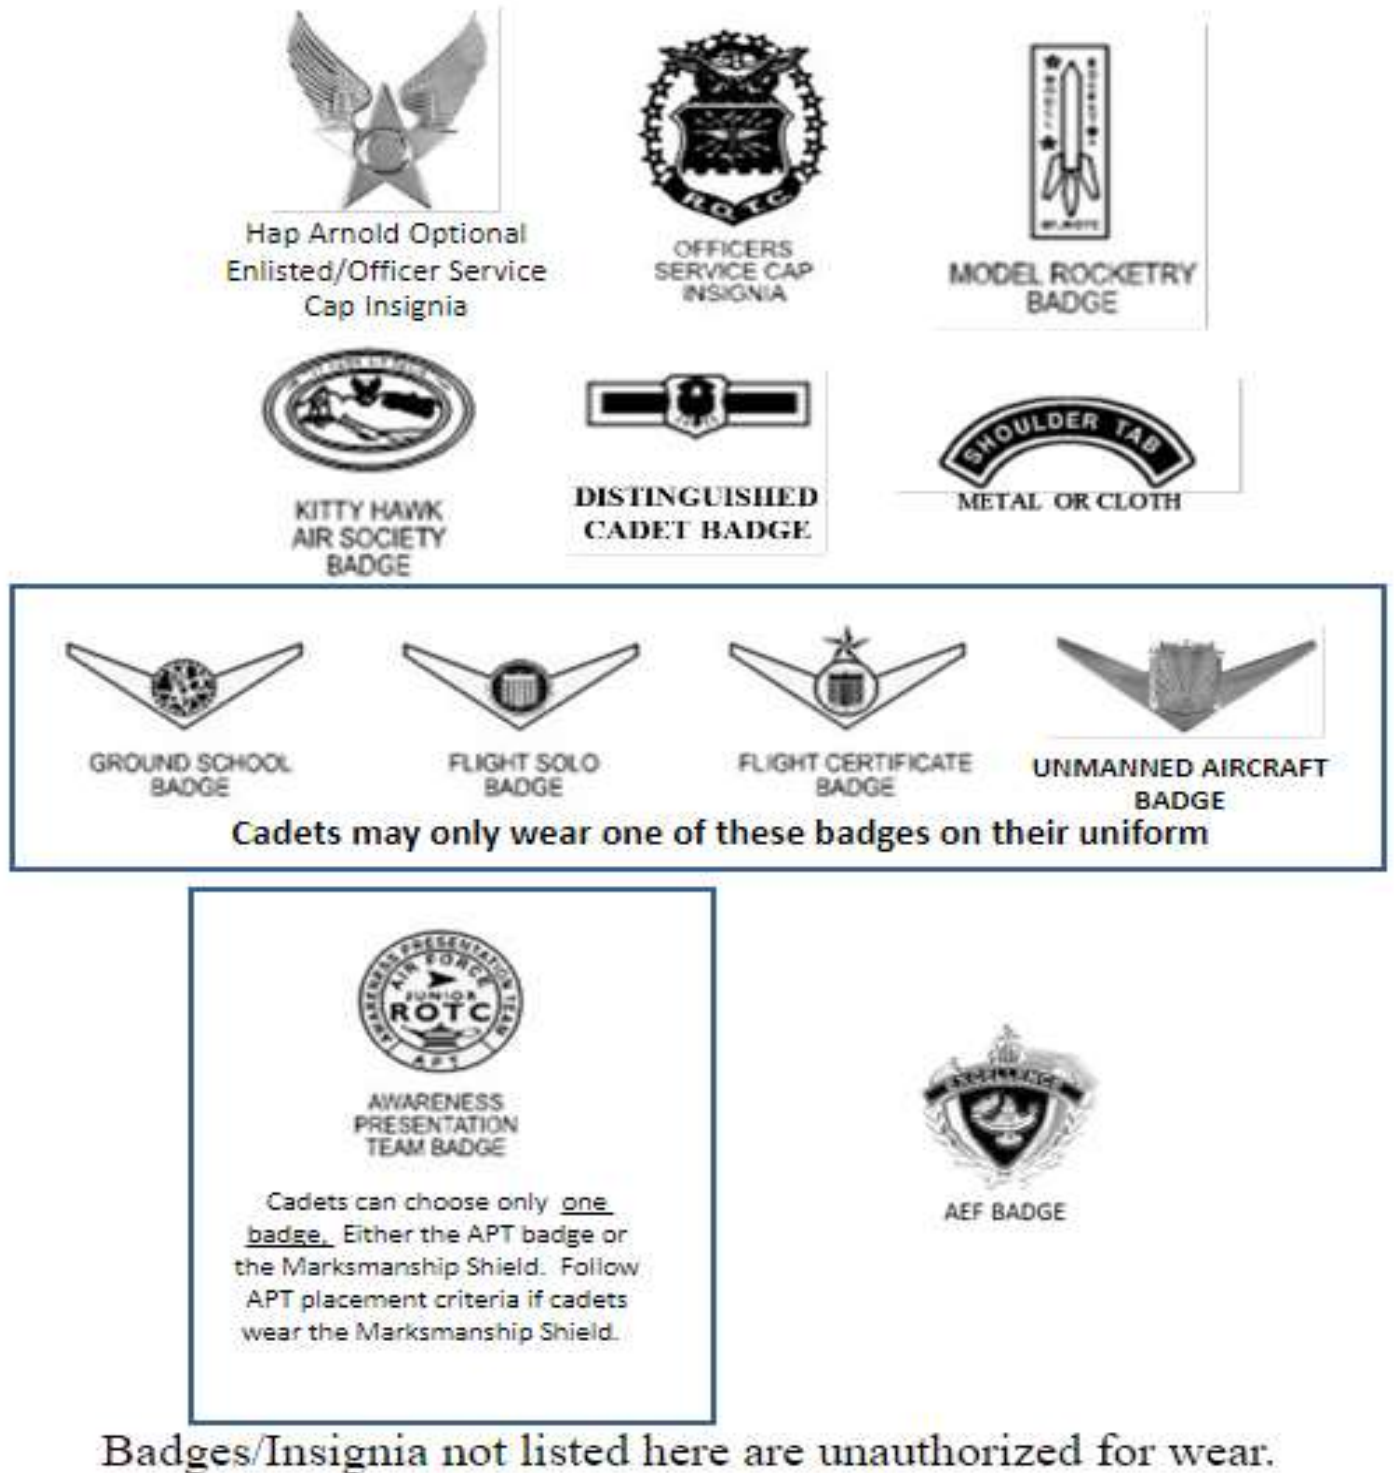 Hap Arnold Optional
Enlisted/Officer Service
Cap Insignia
R.O.T.C.
OFFICERS
SERVICE CAP
INSIGNIA
MODEL ROCKETRY
BADGE
KITTY HAWK
AIR SOCIETY
BADGE
DISTINGUISHED
CADET BADGE
SHOULDER TAB
METAL OR CLOTH
GROUND SCHOOL
BADGE
FLIGHT SOLO
BADGE
FLIGHT CERTIFICATE
BADGE
UNMANNED AIRCRAFT
BADGE
Cadets may only wear one of these badges on their uniform
AWARENESS PRESENTATION TEAM
AIR FORCE
JUNIOR
ROTC
APT
AWARENESS
PRESENTATION
TEAM BADGE
Cadets can choose only one
badge. Either the APT badge or
the Marksmanship Shield. Follow
APT placement criteria if cadets
wear the Marksmanship Shield.
EXCELLENCE
AEF BADGE
Badges/Insignia not listed here are unauthorized for wear.